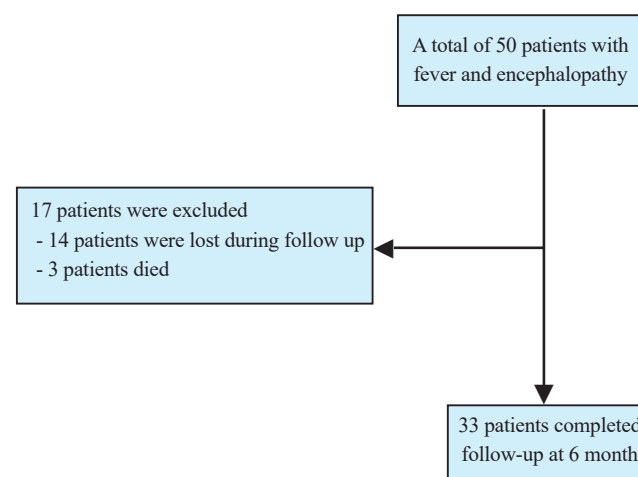 A total of 50 patients with
fever and encephalopathy
17 patients were excluded
- 14 patients were lost during follow up
- 3 patients died
33 patients completed
follow-up at 6 month